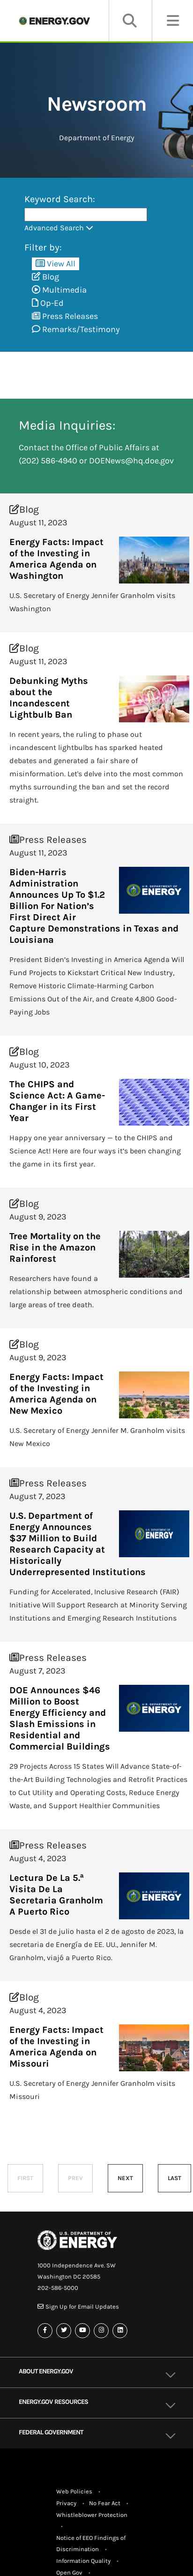 ENERGY.GOV
Newsroom
Department of Energy
Keyword Search:
Advanced Search
Filter by:
View All
Blog
Multimedia
Op-Ed
Press Releases
Remarks/Testimony
Media Inquiries:
Contact the Office of Public Affairs at
(202) 586-4940 or DOENews@hq.doe.gov
Blog
August 11, 2023
Energy Facts: Impact
of the Investing in
America Agenda on
Washington
U.S. Secretary of Energy Jennifer Granholm visits
Washington
Blog
August 11, 2023
Debunking Myths
about the
Incandescent
Lightbulb Ban
In recent years, the ruling to phase out
incandescent lightbulbs has sparked heated
debates and generated a fair share of
misinformation. Let's delve into the most common
myths surrounding the ban and set the record
straight.
Press Releases
August 11, 2023
Biden-Harris
Administration
Announces Up To $1.2
Billion For Nation's
First Direct Air
Capture Demonstrations in Texas and
Louisiana
ENERGY
President Biden's Investing in America Agenda Will
Fund Projects to Kickstart Critical New Industry,
Remove Historic Climate-Harming Carbon
Emissions Out of the Air, and Create 4,800 Good-
Paying Jobs
Blog
August 10, 2023
The CHIPS and
Science Act: A Game-
Changer in its First
Year
Happy one year anniversary — to the CHIPS and
Science Act! Here are four ways it's been changing
the game in its first year.
Blog
August 9, 2023
Tree Mortality on the
Rise in the Amazon
Rainforest
Researchers have found a
relationship between atmospheric conditions and
large areas of tree death.
Blog
August 9, 2023
Energy Facts: Impact
of the Investing in
America Agenda on
New Mexico
U.S. Secretary of Energy Jennifer M. Granholm visits
New Mexico
Press Releases
August 7, 2023
U.S. Department of
Energy Announces
$37 Million to Build
Research Capacity at
Historically
Underrepresented Institutions
ENERGY
Funding for Accelerated, Inclusive Research (FAIR)
Initiative Will Support Research at Minority Serving
Institutions and Emerging Research Institutions
Press Releases
August 7, 2023
DOE Announces $46
Million to Boost
Energy Efficiency and
Slash Emissions in
Residential and
Commercial Buildings
ENERGY
29 Projects Across 15 States Will Advance State-of-
the-Art Building Technologies and Retrofit Practices
to Cut Utility and Operating Costs, Reduce Energy
Waste, and Support Healthier Communities
Press Releases
August 4, 2023
Lectura De La 5.ª
Visita De La
Secretaria Granholm
A Puerto Rico
ENERGY
Desde el 31 de julio hasta el 2 de agosto de 2023, la
secretaria de Energía de EE. UU., Jennifer M.
Granholm, viajó a Puerto Rico.
Blog
August 4, 2023
Energy Facts: Impact
of the Investing in
America Agenda on
Missouri
U.S. Secretary of Energy Jennifer Granholm visits
Missouri
FIRST PREV NEXT LAST
U.S. DEPARTMENT OF
ENERGY
1000 Independence Ave. SW
Washington DC 20585
202-586-5000
Sign Up for Email Updates
ABOUT ENERGY.GOV
ENERGY.GOV RESOURCES
FEDERAL GOVERNMENT
Web Policies •
Privacy • No Fear Act •
Whistleblower Protection
•
Notice of EEO Findings of
Discrimination •
Information Quality •
Open Gov •